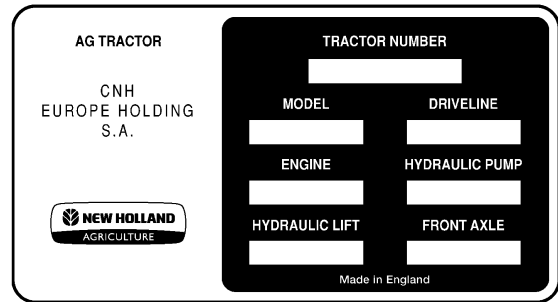 AG TRACTOR
CNH
EUROPE HOLDING
S.A.
NEW HOLLAND
AGRICULTURE
TRACTOR NUMBER
MODEL DRIVELINE
ENGINE HYDRAULIC PUMP
HYDRAULIC LIFT FRONT AXLE
Made in England